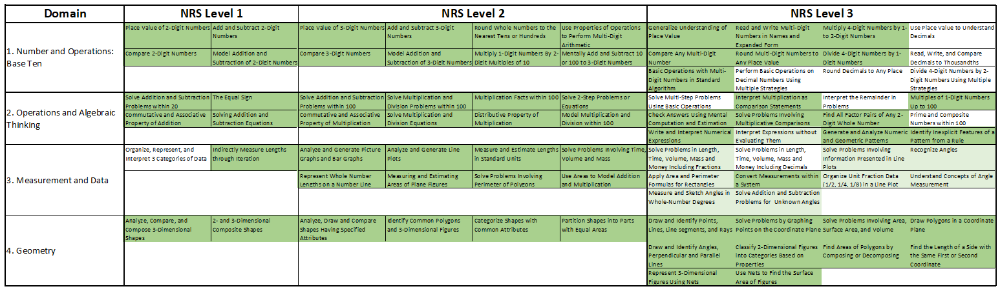 Domain
NRS Level 1
NRS Level 2
NRS Level 3
1. Number and Operations:
Base Ten
Place Value of 2-Digit Numbers
Add and Subtract 2-Digit
Numbers
Compare 2-Digit Numbers
Model Addition and
Subtraction of 2-Digit Numbers
Place Value of 3-Digit Numbers
Add and Subtract 3-Digit
Numbers
Round Whole Numbers to the
Nearest Tens or Hundreds
Use Properties of Operations
to Perform Multi-Digit
Arithmetic
Compare 3-Digit Numbers
Model Addition and
Subtraction of 3-Digit Numbers
Multiply 1-Digit Numbers By 2-
Digit Multiples of 10
Mentally Add and Subtract 10
or 100 to 3-Digit Numbers
Generalize Understanding of
Place Value
Read and Write Multi-Digit
Numbers in Names and
Expanded Form
Multiply 4-Digit Numbers by 1-
to 2-Digit Numbers
Use Place Value to Understand
Decimals
Compare Any Multi-Digit
Number
Round Multi-Digit Numbers to
Any Place Value
Divide 4-Digit Numbers by 1-
Digit Numbers
Read, Write, and Compare
Decimals to Thousandths
Basic Operations with Multi-
Digit Numbers in Standard
Algorithm
Perform Basic Operations on
Decimal Numbers Using
Multiple Strategies
Round Decimals to Any Place
Divide 4-Digit Numbers by 2-
Digit Numbers Using Multiple
Strategies
2. Operations and Algebraic
Thinking
Solve Addition and Subtraction
Problems within 20
The Equal Sign
Commutative and Associative
Property of Addition
Solving Addition and
Subtraction Equations
Solve Addition and Subtraction
Problems within 100
Solve Multiplication and
Division Problems within 100
Multiplication Facts within 100
Solve 2-Step Problems or
Equations
Commutative and Associative
Property of Multiplication
Solve Multiplication and
Division Equations
Distributive Property of
Multiplication
Model Multiplication and
Division within 100
Solve Multi-Step Problems
Using Basic Operations
Interpret Multiplication as
Comparison Statements
Interpret the Remainder in
Problems
Multiples of 1-Digit Numbers
Up to 100
Check Answers Using Mental
Computation and Estimation
Solve Problems Involving
Multiplicative Comparisons
Find All Factor Pairs of Any 2-
Digit Whole Number
Prime and Composite
Numbers within 100
Write and Interpret Numerical
Expressions
Interpret Expressions without
Evaluating Them
Generate and Analyze Numeric
and Geometric Patterns
Identify Inexplicit Features of a
Pattern from a Rule
3. Measurement and Data
Organize, Represent, and
Interpret 3 Categories of Data
Indirectly Measure Lengths
through Iteration
Analyze and Generate Picture
Graphs and Bar Graphs
Analyze and Generate Line
Plots
Measure and Estimate Lengths
in Standard Units
Solve Problems Involving Time,
Volume and Mass
Represent Whole Number
Lengths on a Number Line
Measuring and Estimating
Areas of Plane Figures
Solve Problems Involving
Perimeter of Polygons
Use Areas to Model Addition
and Multiplication
Solve Problems in Length,
Time, Volume, Mass and
Money Including Fractions
Solve Problems in Length,
Time, Volume, Mass and
Money Including Decimals
Solve Problems Involving
Information Presented in Line
Plots
Recognize Angles
Apply Area and Perimeter
Formulas for Rectangles
Convert Measurements within
a System
Organize Unit Fraction Data
(1/2, 1/4, 1/8) in a Line Plot
Understand Concepts of Angle
Measurement
Measure and Sketch Angles in
Whole-Number Degrees
Solve Addition and Subtraction
Problems for Unknown Angles
4. Geometry
Analyze, Compare, and
Compose 3-Dimensional
Shapes
2- and 3-Dimensional
Composite Shapes
Analyze, Draw and Compare
Shapes Having Specified
Attributes
Identify Common Polygons
and 3-Dimensional Figures
Categorize Shapes with
Common Attributes
Partition Shapes into Parts
with Equal Areas
Draw and Identify Points,
Lines, Line segments, and Rays
Solve Problems by Graphing
Points on the Coordinate Plane
Solve Problems Involving Area,
Surface Area, and Volume
Draw Polygons in a Coordinate
Plane
Draw and Identify Angles,
Perpendicular and Parallel
Lines
Classify 2-Dimensional Figures
into Categories Based on
Properties
Find Areas of Polygons by
Composing or Decomposing
Find the Length of a Side with
the Same First or Second
Coordinate
Represent 3-Dimensional
Figures Using Nets
Use Nets to Find the Surface
Area of Figures